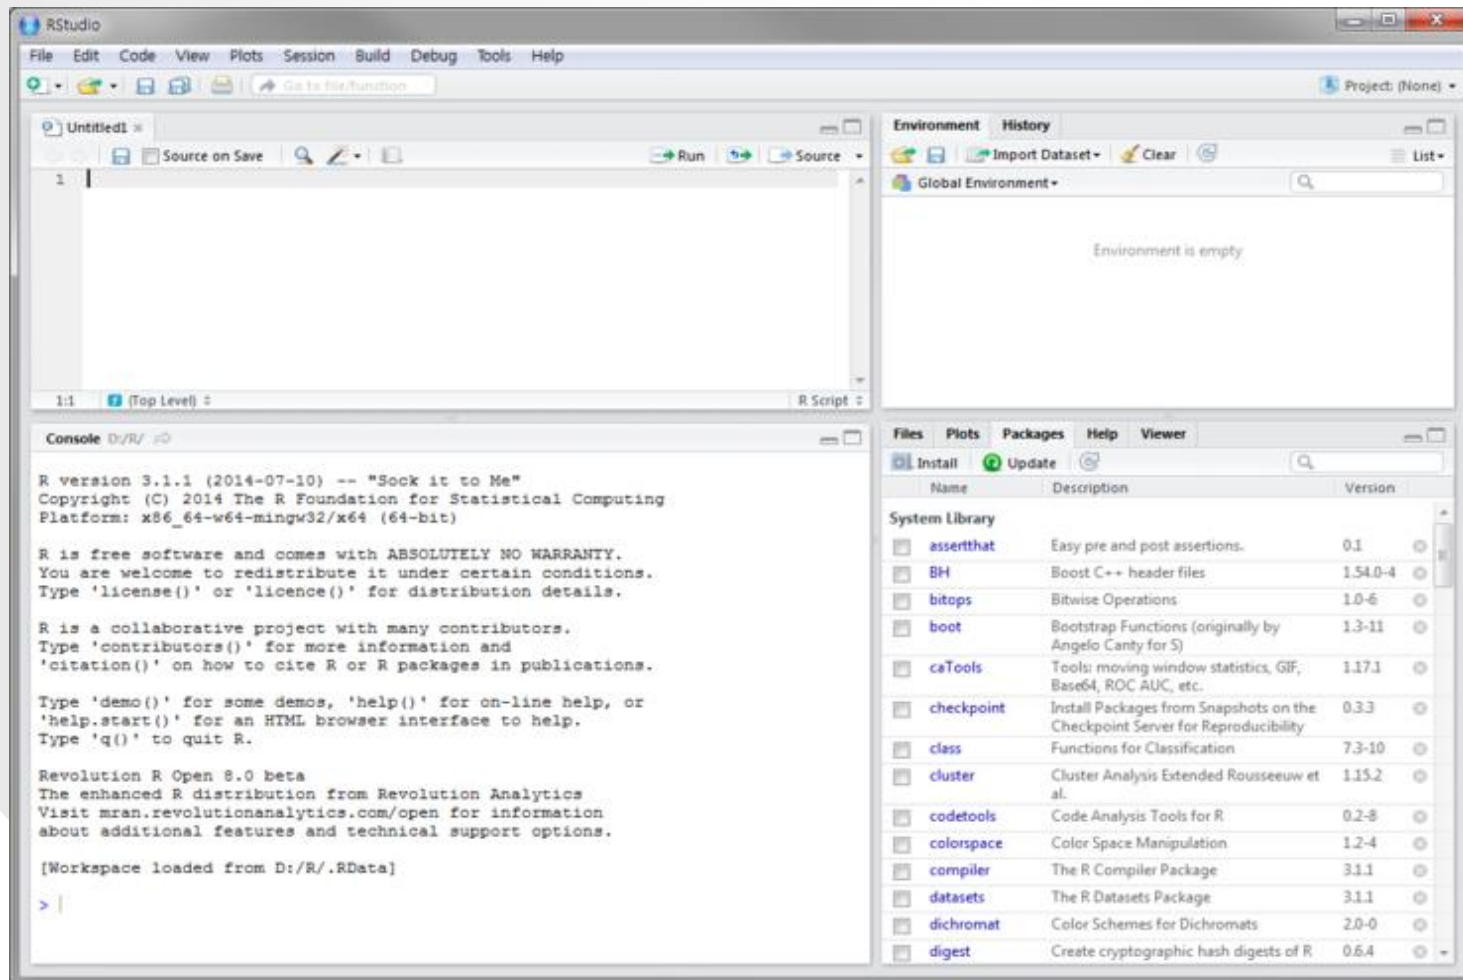 RStudio
File Edit Code View Plots Session Build Debug Tools Help
Go to file/function
Project: (None)
Untitled1
Source on Save Run Source
1
1:1 (Top Level) R Script
Console D:/R/
R version 3.1.1 (2014-07-10) -- "Sock it to Me"
Copyright (C) 2014 The R Foundation for Statistical Computing
Platform: x86_64-w64-mingw32/x64 (64-bit)
R is free software and comes with ABSOLUTELY NO WARRANTY.
You are welcome to redistribute it under certain conditions.
Type 'license()' or 'licence()' for distribution details.
R is a collaborative project with many contributors.
Type 'contributors()' for more information and
'citation()' on how to cite R or R packages in publications.
Type 'demo()' for some demos, 'help()' for on-line help, or
'help.start()' for an HTML browser interface to help.
Type 'q()' to quit R.
Revolution R Open 8.0 beta
The enhanced R distribution from Revolution Analytics
Visit mran.revolutionanalytics.com/open for information
about additional features and technical support options.
[Workspace loaded from D:/R/.RData]
>
Environment History
Import Dataset Clear List
Global Environment
Environment is empty
Files Plots Packages Help Viewer
Install Update
Name Description Version
System Library
assertthat Easy pre and post assertions. 0.1
BH Boost C++ header files 1.54.0-4
bitops Bitwise Operations 1.0-6
boot Bootstrap Functions (originally by 1.3-11
Angelo Canty for S)
caTools Tools: moving window statistics, GIF, 1.17.1
Base64, ROC AUC, etc.
checkpoint Install Packages from Snapshots on the 0.3.3
Checkpoint Server for Reproducibility
class Functions for Classification 7.3-10
cluster Cluster Analysis Extended Rousseeuw et 1.15.2
al.
codetools Code Analysis Tools for R 0.2-8
colorspace Color Space Manipulation 1.2-4
compiler The R Compiler Package 3.1.1
datasets The R Datasets Package 3.1.1
dichromat Color Schemes for Dichromats 2.0-0
digest Create cryptographic hash digests of R 0.6.4